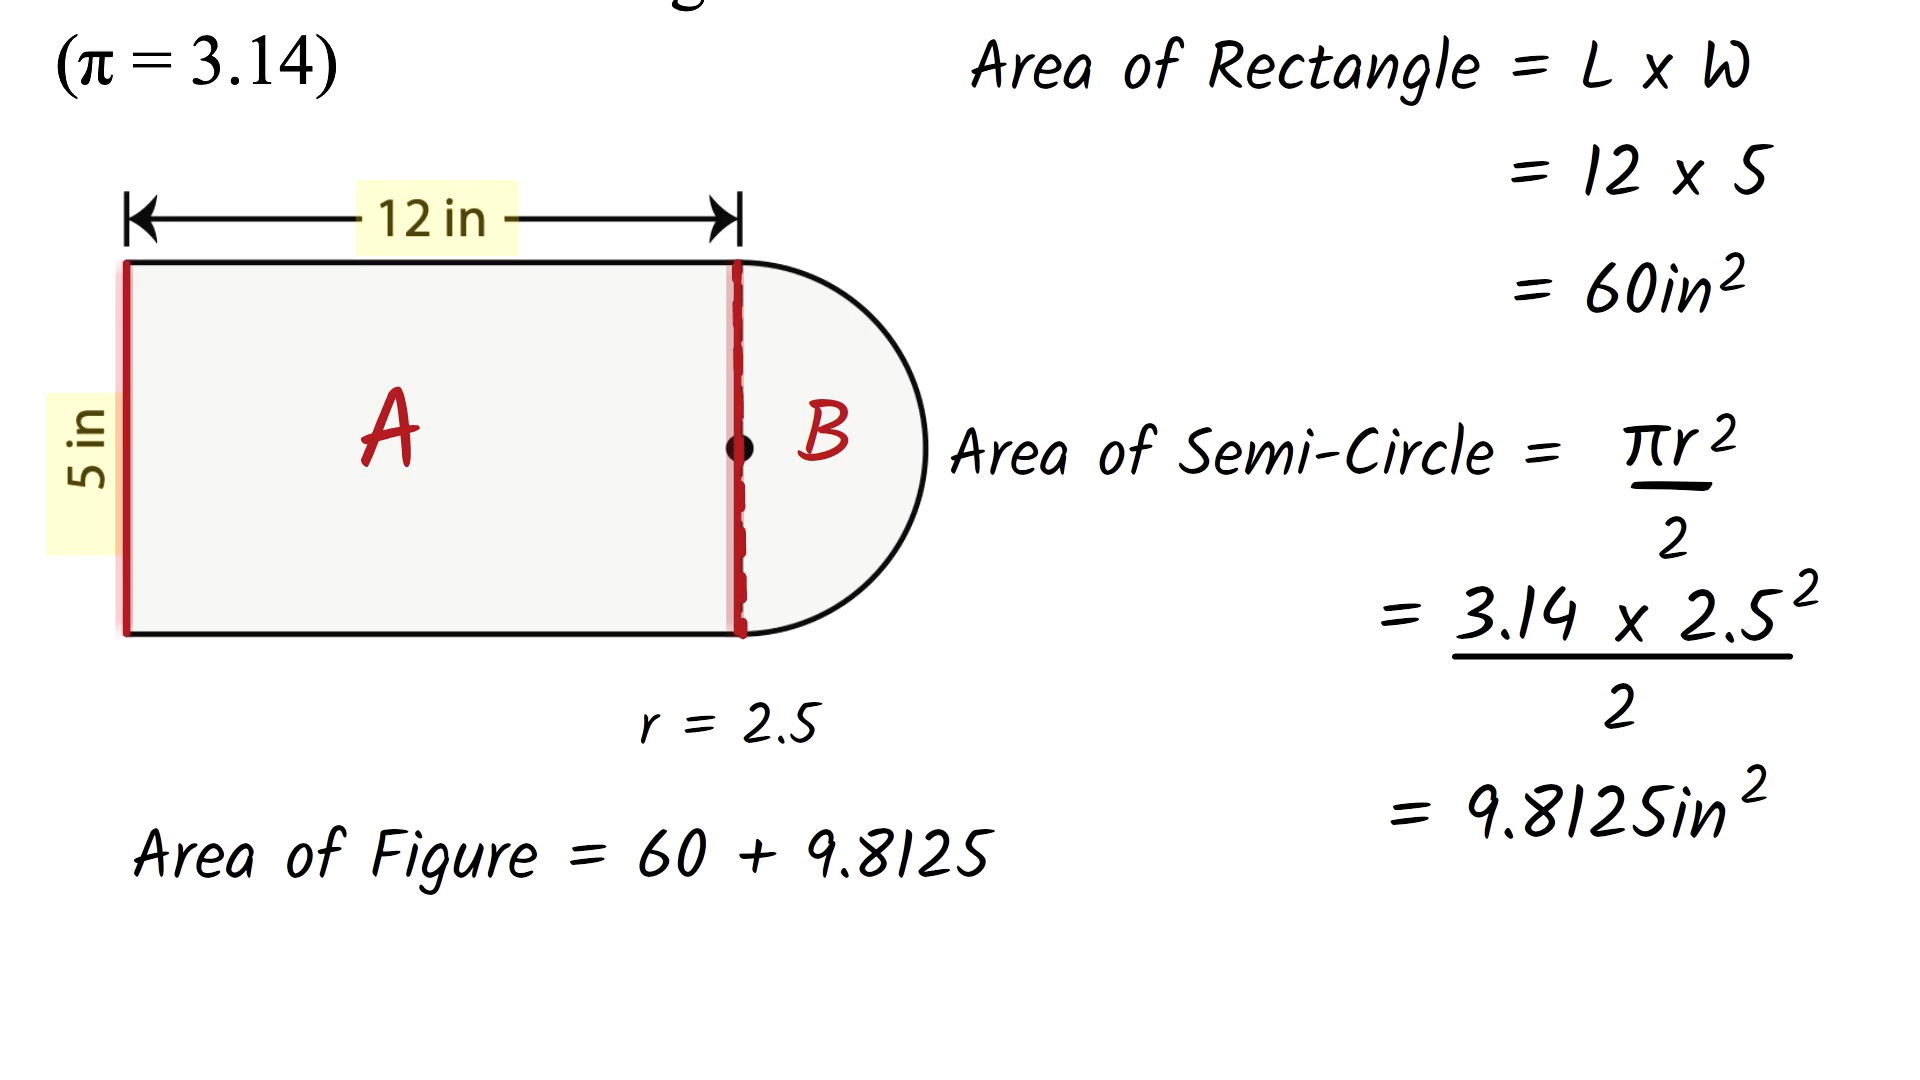 (π = 3.14)
12 in
5 in
A
B
r = 2.5
Area of Figure = 60 + 9.8125
Area of Rectangle = L x W
= 12 x 5
= 60in²
Area of Semi-Circle = πr²
2
= 3.14 x 2.5²
2
= 9.8125in²